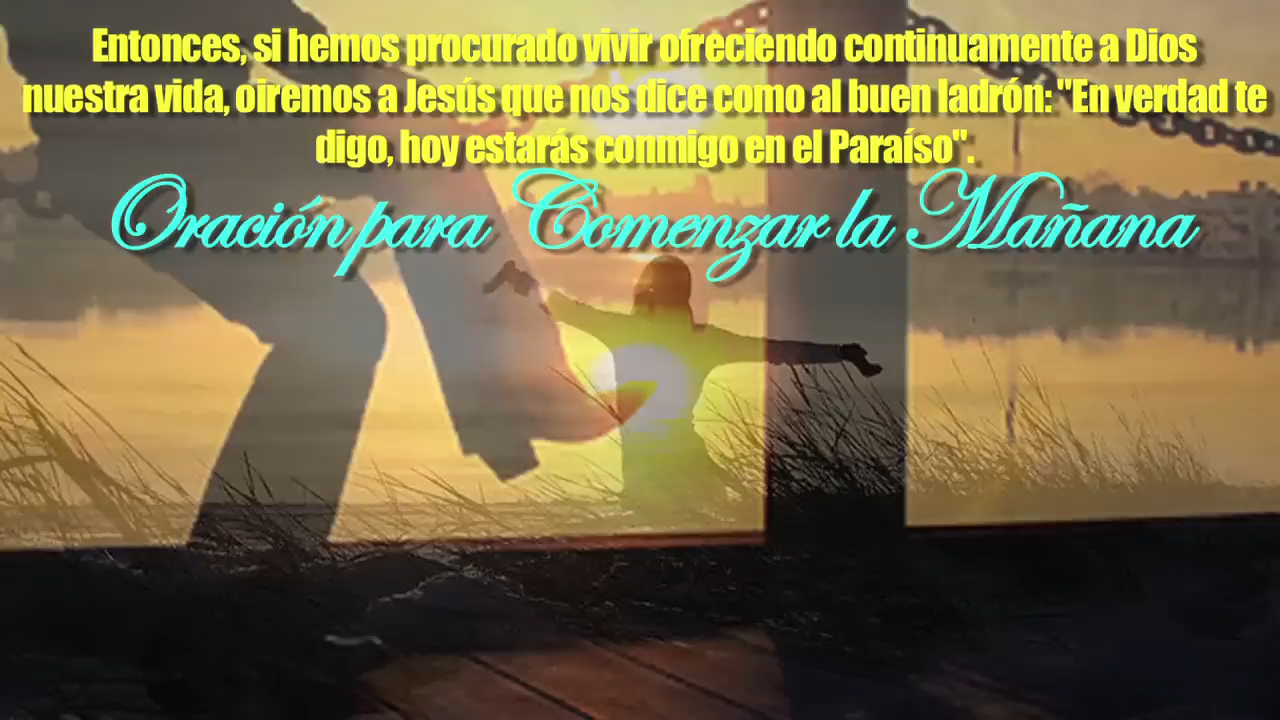 Entonces, si hemos procurado vivir ofreciendo continuamente a Dios
nuestra vida, oiremos a Jesús que nos dice como al buen ladrón: "En verdad te
digo, hoy estarás conmigo en el Paraíso".
Oración para Comenzar la Mañana